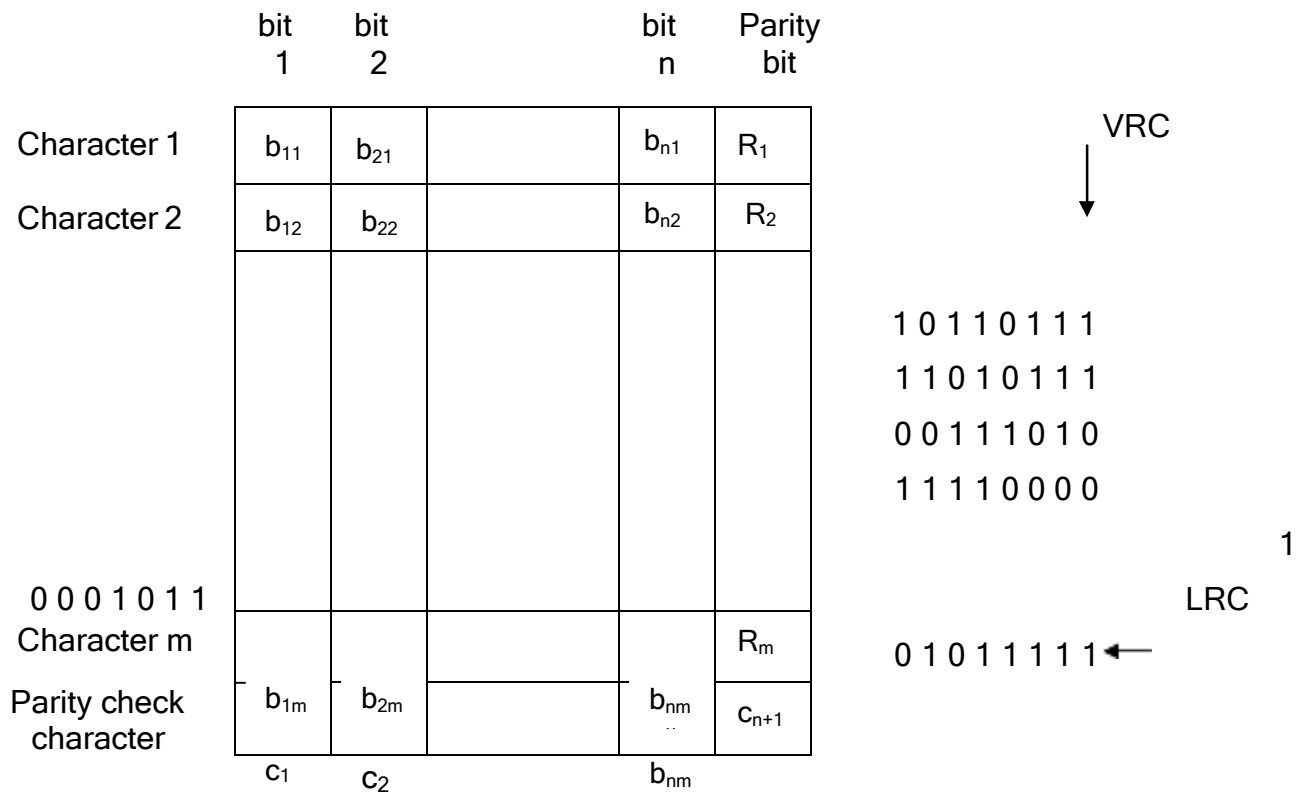 bit bit bit Parity
1 2 n bit
Character 1 b₁₁ b₂₁ bₙ₁ R₁ VRC
Character 2 b₁₂ b₂₂ bₙ₂ R₂
1 0 1 1 0 1 1 1
1 1 0 1 0 1 1 1
0 0 1 1 1 0 1 0
1 1 1 1 0 0 0 0
1
0 0 0 1 0 1 1 LRC
Character m Rₘ 0 1 0 1 1 1 1 1
Parity check b₁ₘ b₂ₘ bₙₘ cₙ₊₁
character ..
c₁ c₂ bₙₘ